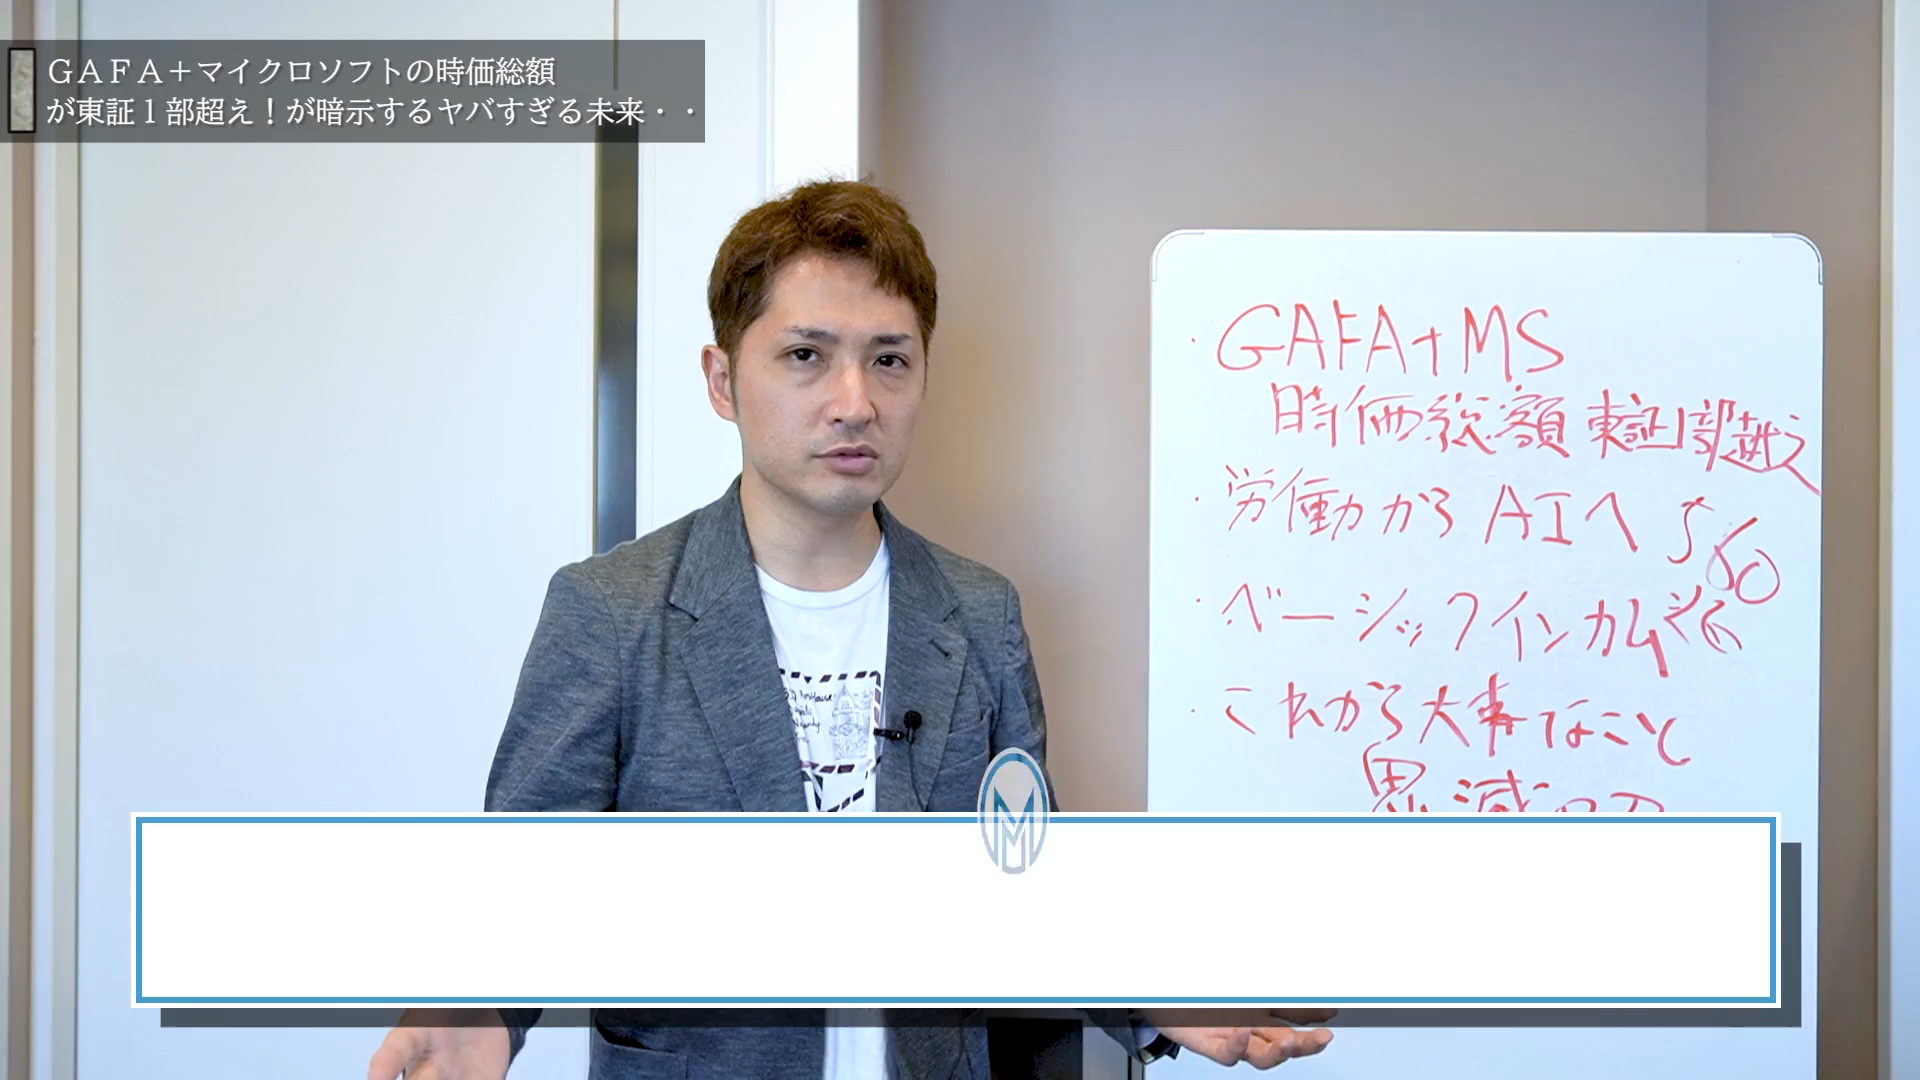 ＧＡＦＡ＋マイクロソフトの時価総額
が東証１部超え！が暗示するヤバすぎる未来・・
・GAFA+MS
時価総額 東証1部越え
・労働からAIへ 560
・ベーシックインカム
・これから大事なこと